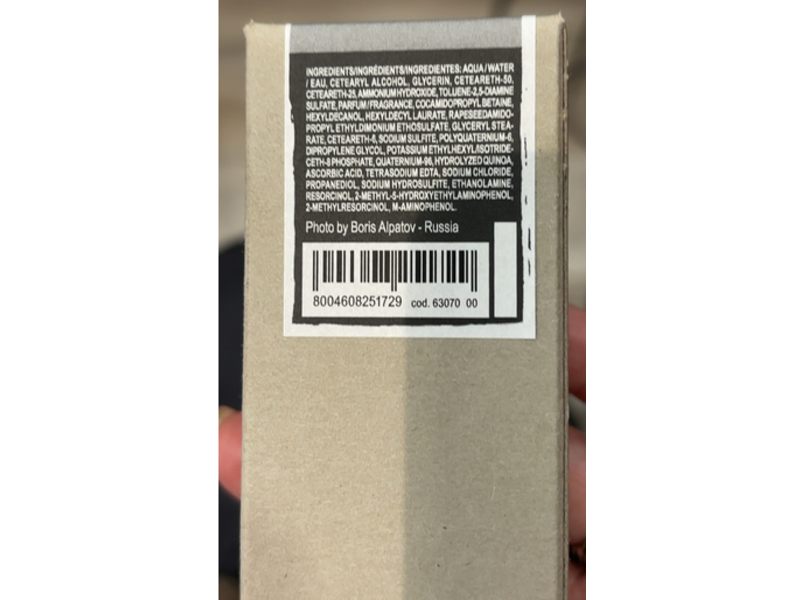 INGREDIENTS/INGRÉDIENTS/INGREDIENTES: AQUA/WATER
/ EAU, CETEARYL ALCOHOL, GLYCERIN, CETEARETH-50,
CETEARETH-25, AMMONIUM HYDROXIDE, TOLUENE-2,5-DIAMINE
SULFATE, PARFUM/FRAGRANCE, COCAMIDOPROPYL BETAINE,
HEXYLDECANOL, HEXYLDECYL LAURATE, RAPESEEDAMIDO-
PROPYL ETHYLDIMONIUM ETHOSULFATE, GLYCERYL STEA-
RATE, CETEARETH-6, SODIUM SULFITE, POLYQUATERNIUM-6,
DIPROPYLENE GLYCOL, POTASSIUM ETHYLHEXYL/ISOTRIDE-
CETH-8 PHOSPHATE, QUATERNIUM-96, HYDROLYZED QUINOA,
ASCORBIC ACID, TETRASODIUM EDTA, SODIUM CHLORIDE,
PROPANEDIOL, SODIUM HYDROSULFITE, ETHANOLAMINE,
RESORCINOL, 2-METHYL-5-HYDROXYETHYLAMINOPHENOL,
2-METHYLRESORCINOL, M-AMINOPHENOL.
Photo by Boris Alpatov - Russia
8004608251729 cod. 63070 00